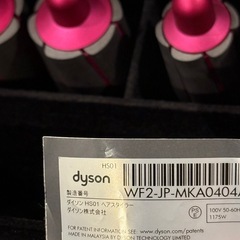 HS01
dyson
製造番号
WF2-JP-MKA0404A
ダイソン HS01 ヘアスタイラー
ダイソン株式会社
100V 50-60H
1175W
FOR PATENT INFORMATION SEE: www.dyson.com/patents
MADE IN MALAYSIA BY DYSON TECHNOLOGY LIMITED